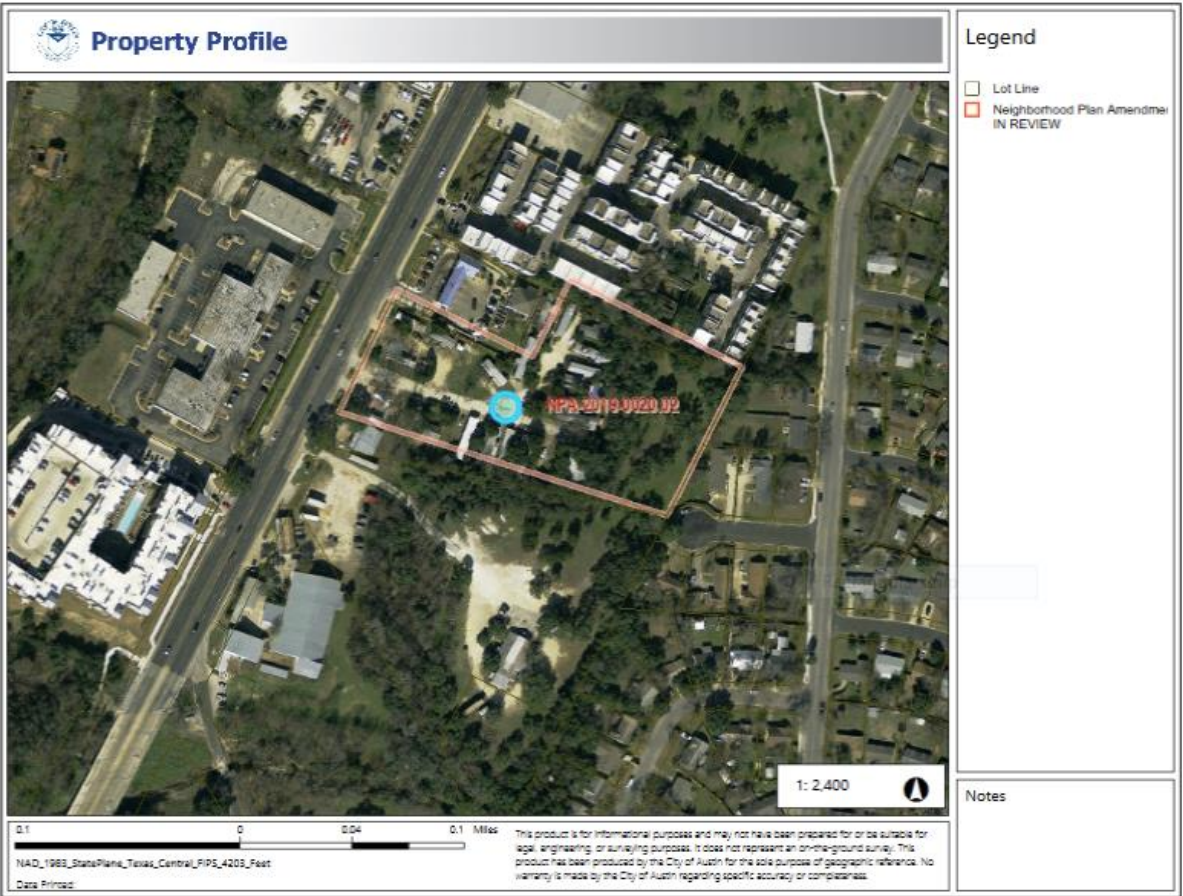 Property Profile
Legend
Lot Line
Neighborhood Plan Amendme
IN REVIEW
NPA-2019-0020.02
1: 2,400
Notes
0.1 0 0.04 0.1 Miles
NAD_1983_StatePlane_Texas_Central_FIPS_4203_Feet
Date Printed:
This product is for informational purposes and may not have been prepared for or be suitable for
legal, engineering, or surveying purposes. It does not represent an on-the-ground survey. This
product has been produced by the City of Austin for the sole purpose of geographic reference. No
warranty is made by the City of Austin regarding specific accuracy or completeness.